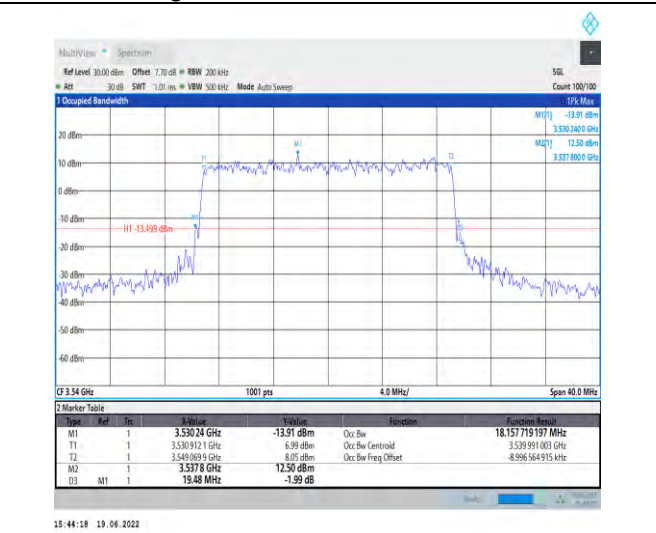 MultiView Spectrum
Ref Level 30.00 dBm Offset 7.70 dB RBW 200 kHz SGL
Att 30 dB SWT 1.01 ms VBW 500 kHz Mode Auto Sweep Count 100/100
1 Occupied Bandwidth 1Pk Max
M1[1] -13.91 dBm
3.530 240 0 GHz
M2[1] 12.50 dBm
3.537 800 0 GHz
20 dBm
M2
T1
T2
10 dBm
0 dBm
-10 dBm
H1 -13.499 dBm
-20 dBm
-30 dBm
-40 dBm
-50 dBm
-60 dBm
CF 3.54 GHz 1001 pts 4.0 MHz/ Span 40.0 MHz
2 Marker Table
Type Ref Trc X-Value Y-Value Function Function Result
M1 1 3.53024 GHz -13.91 dBm Occ Bw 18.157 719 197 MHz
T1 1 3.530 912 1 GHz 6.99 dBm Occ Bw Centroid 3.539 991 003 GHz
T2 1 3.549 069 9 GHz 8.05 dBm Occ Bw Freq Offset -8.996 564 915 kHz
M2 1 3.5378 GHz 12.50 dBm
D3 M1 1 19.48 MHz -1.99 dB
15:44:18 19.06.2022